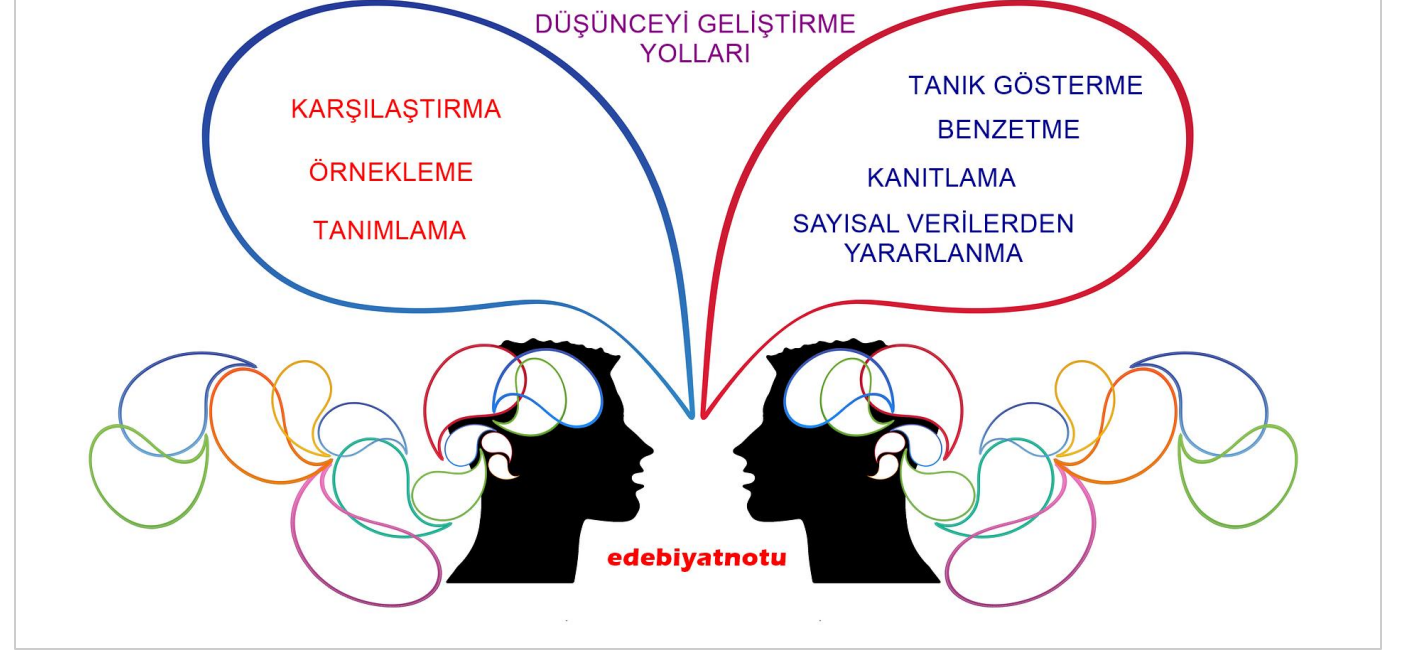 DÜŞÜNCEYİ GELİŞTİRME
YOLLARI
KARŞILAŞTIRMA
ÖRNEKLEME
TANIMLAMA
TANIK GÖSTERME
BENZETME
KANITLAMA
SAYISAL VERİLERDEN
YARARLANMA
edebiyatnotu